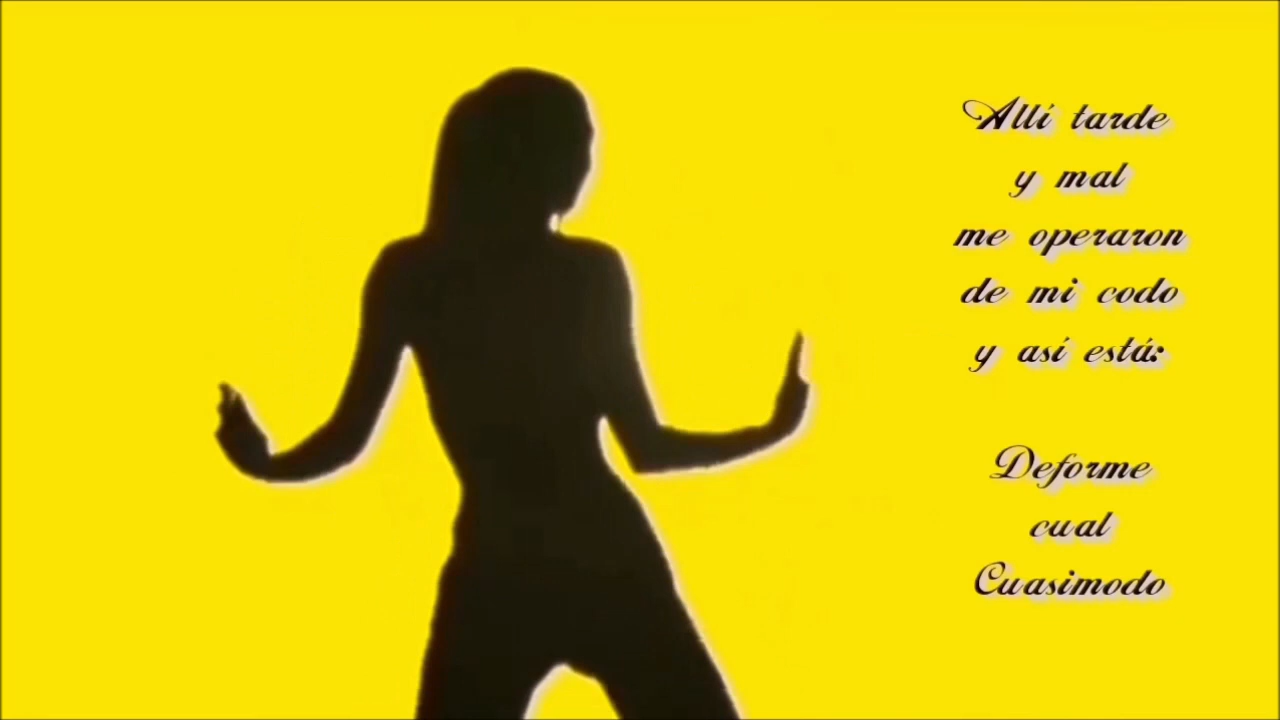 Allí tarde
y mal
me operaron
de mi codo
y así está:
Deforme
cual
Cuasimodo